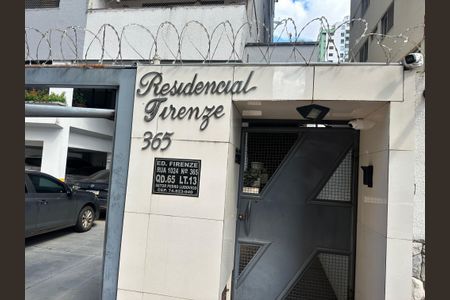 Residencial
Firenze
365
ED. FIRENZE
RUA 1024 Nº 365
QD.65 LT.13
SETOR PEDRO LUDOVICO
CEP: 74.823-040